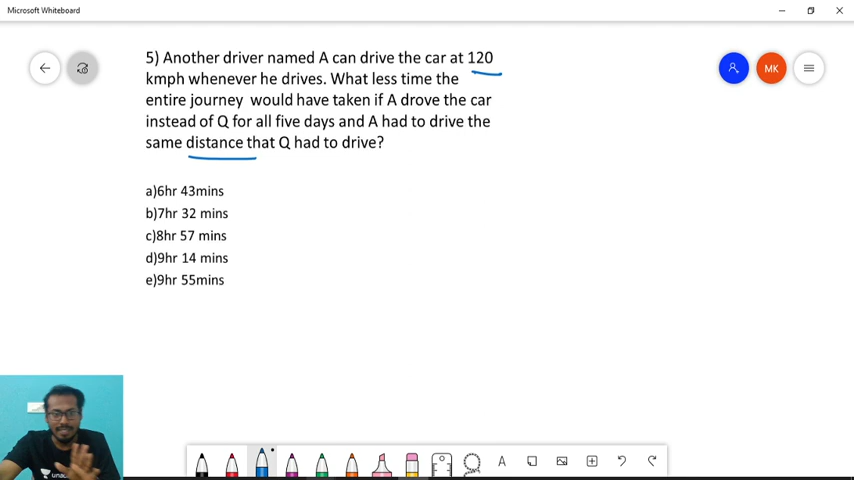 Microsoft Whiteboard
5) Another driver named A can drive the car at 120
kmph whenever he drives. What less time the
entire journey would have taken if A drove the car
instead of Q for all five days and A had to drive the
same distance that Q had to drive?
MK
a)6hr 43mins
b)7hr 32 mins
c)8hr 57 mins
d)9hr 14 mins
e)9hr 55mins
A